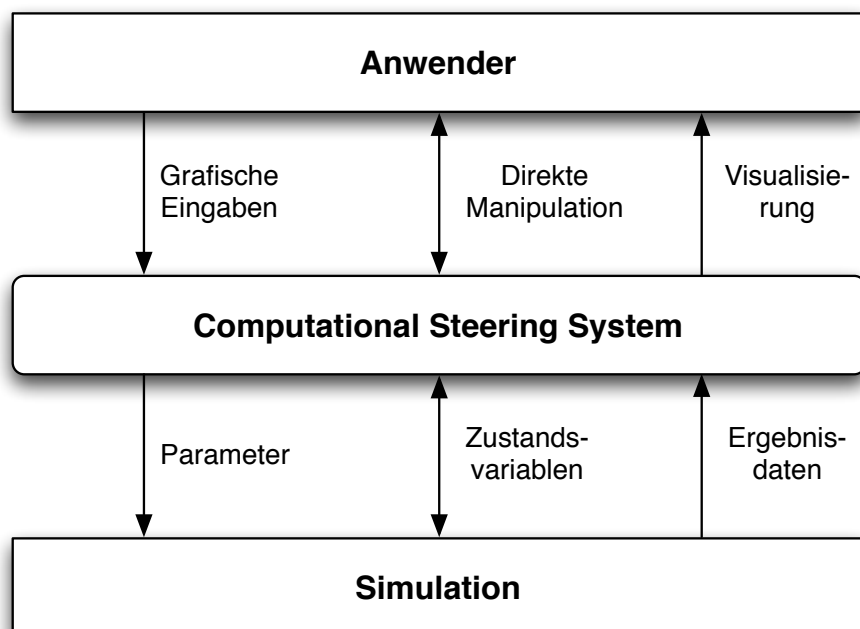 Anwender
Grafische
Eingaben
Direkte
Manipulation
Visualisie-
rung
Computational Steering System
Parameter
Zustands-
variablen
Ergebnis-
daten
Simulation